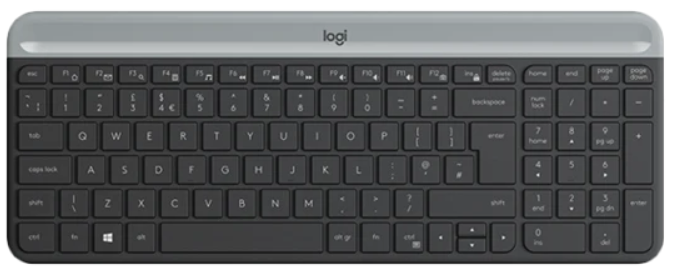 logi
esc F1 F2 F3 F4 F5 F6 F7 F8 F9 F10 F11 F12 ins delete home end page up page down
! 1 " 2 £ 3 $ 4 € % 5 ^ 6 & 7 * 8 ( 9 ) 0 _ - + = backspace num lock / * -
tab Q W E R T Y U I O P { [ } ] enter 7 home 8 9 pg up +
caps lock A S D F G H J K L : ; @ ' ~ # 4 5 6
shift | \ Z X C V B N M < , > . ? / shift 1 end 2 3 pg dn enter
ctrl fn alt alt gr fn ctrl 0 ins . del